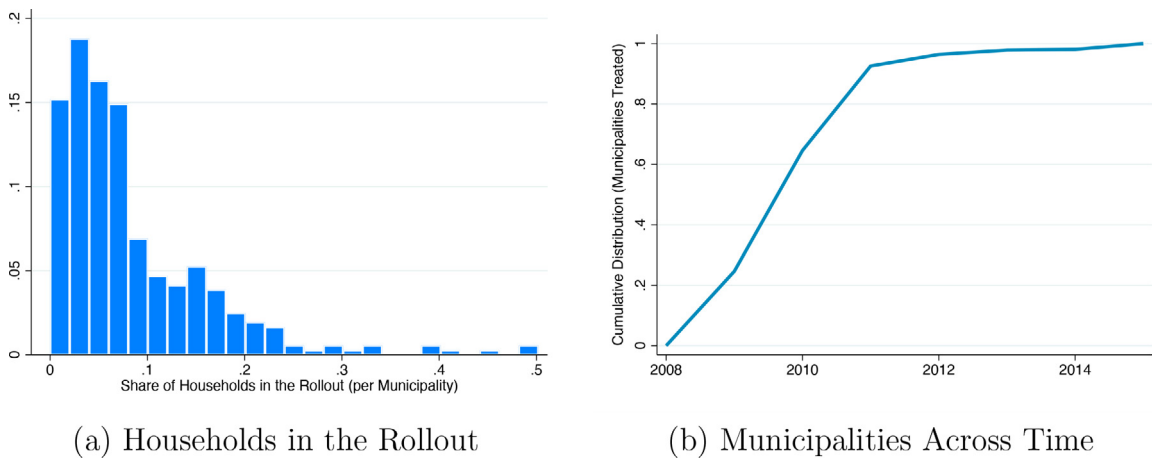 .2
.15
.1
.05
0
0 .1 .2 .3 .4 .5
Share of Households in the Rollout (per Municipality)
(a) Households in the Rollout
Cumulative Distribution (Municipalities Treated)
1
.8
.6
.4
.2
0
2008 2010 2012 2014
(b) Municipalities Across Time